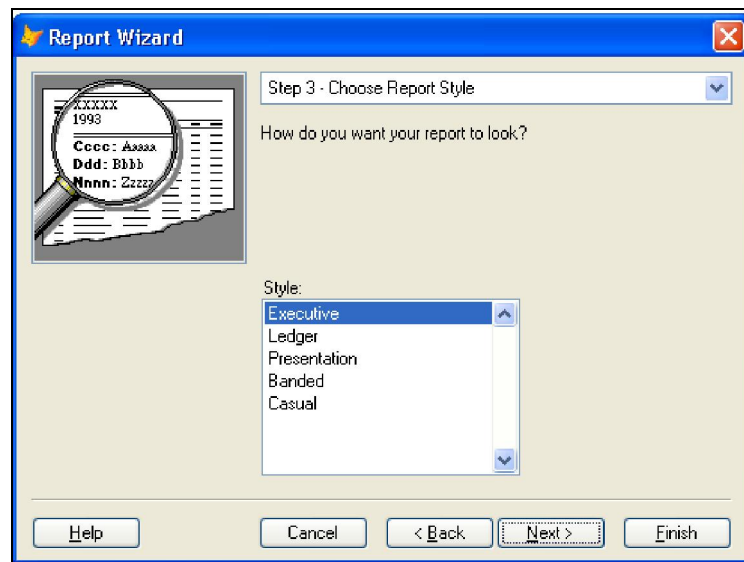 Report Wizard
XXXXX
1993
Cccc: Aaaaa
Ddd: Bbbb
Nnnn: Zzzzz
Step 3 - Choose Report Style
How do you want your report to look?
Style:
Executive
Ledger
Presentation
Banded
Casual
Help
Cancel
< Back
Next >
Finish